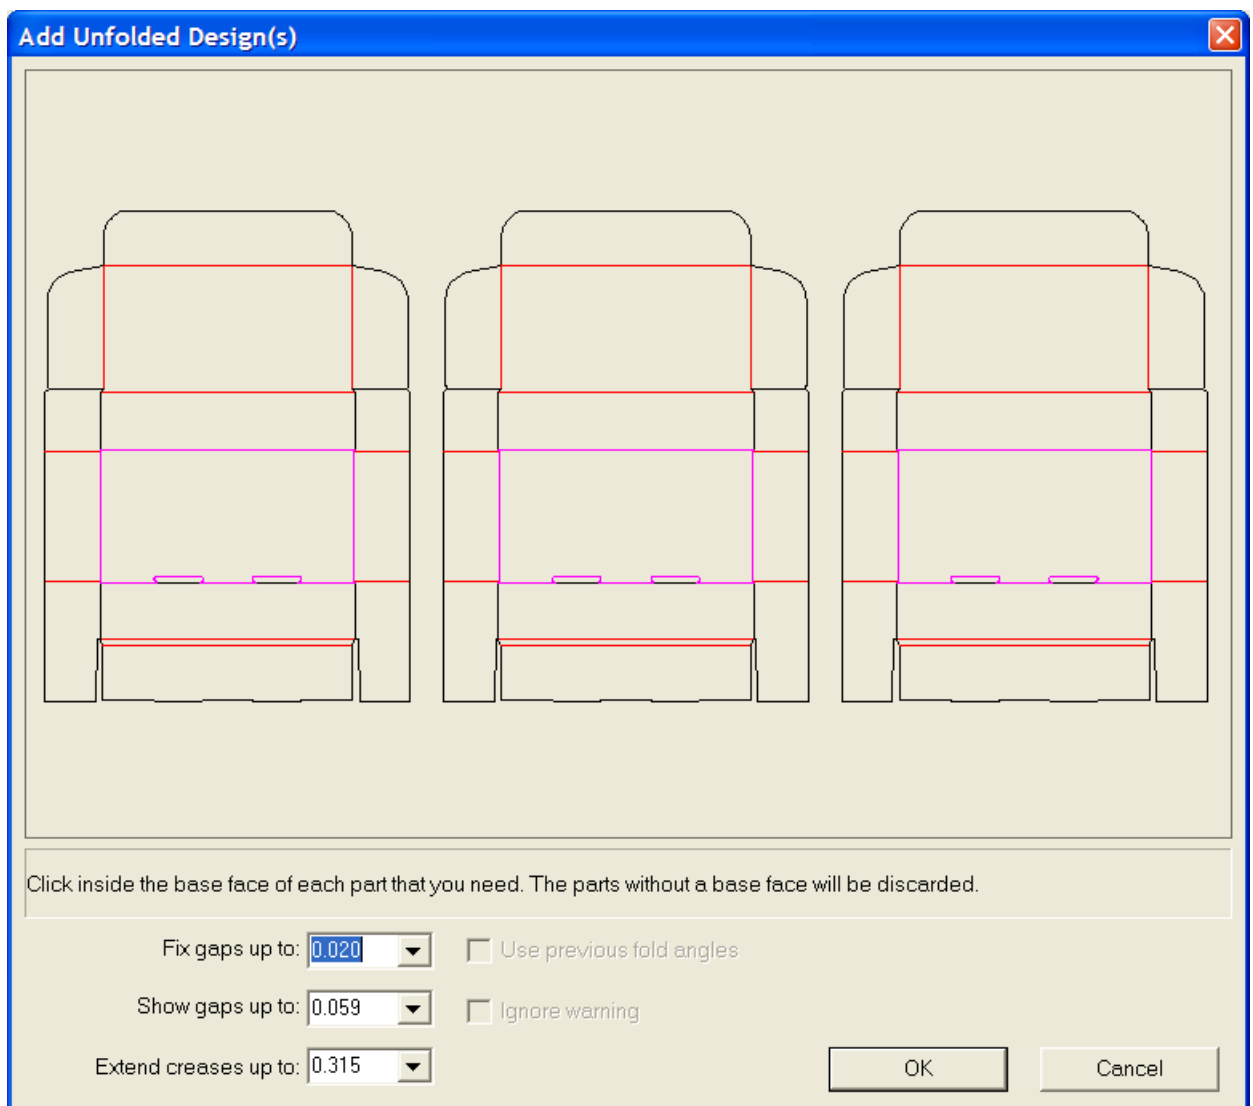 Add Unfolded Design(s)
Click inside the base face of each part that you need. The parts without a base face will be discarded.
Fix gaps up to: 0.020 Use previous fold angles
Show gaps up to: 0.059 Ignore warning
Extend creases up to: 0.315 OK Cancel